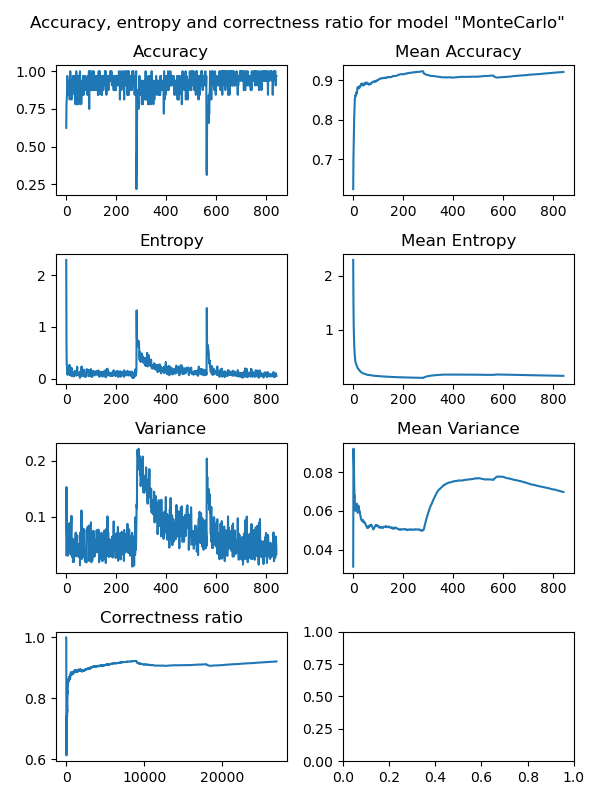 Accuracy, entropy and correctness ratio for model "MonteCarlo"
Accuracy
1.00
0.75
0.50
0.25
0 200 400 600 800
Mean Accuracy
0.9
0.8
0.7
0 200 400 600 800
Entropy
2
1
0
0 200 400 600 800
Mean Entropy
2
1
0 200 400 600 800
Variance
0.2
0.1
0 200 400 600 800
Mean Variance
0.08
0.06
0.04
0 200 400 600 800
Correctness ratio
1.0
0.8
0.6
0 10000 20000
1.00
0.75
0.50
0.25
0.00
0.0 0.2 0.4 0.6 0.8 1.0